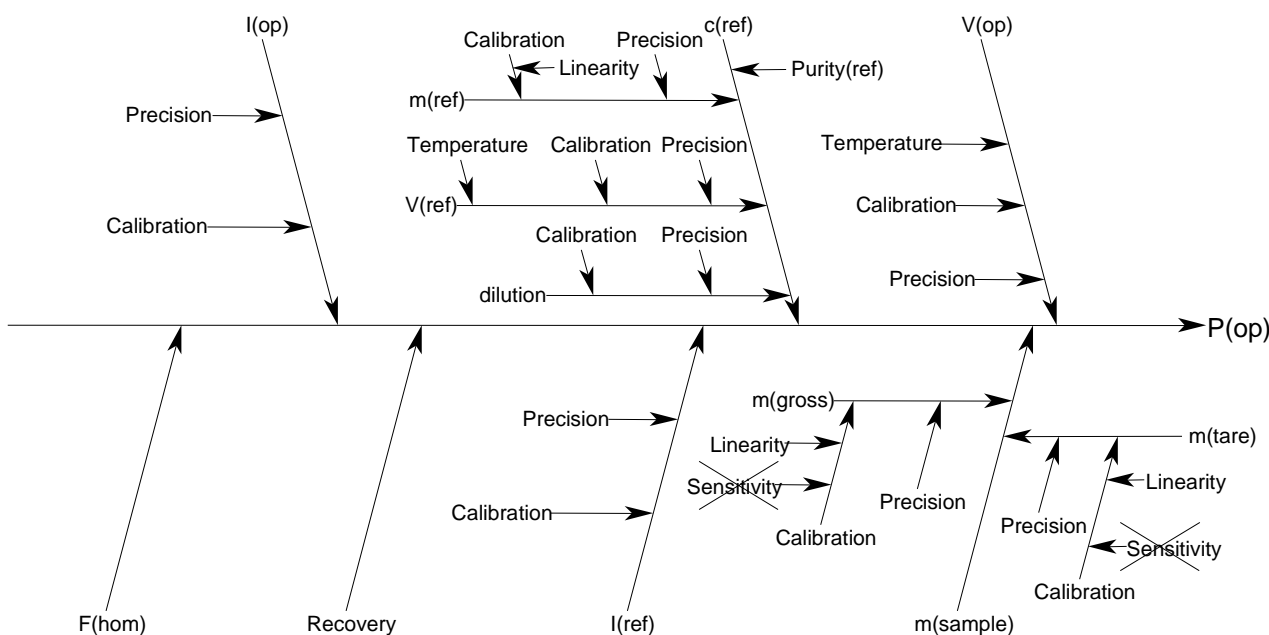 I(op)
c(ref)
V(op)
Calibration
Precision
Linearity
Purity(ref)
m(ref)
Precision
Temperature
Calibration
Precision
Temperature
V(ref)
Calibration
Calibration
Calibration
Precision
Precision
dilution
P(op)
m(gross)
Precision
Linearity
m(tare)
Sensitivity
Linearity
Precision
Calibration
Precision
Calibration
Sensitivity
Calibration
F(hom)
Recovery
I(ref)
m(sample)